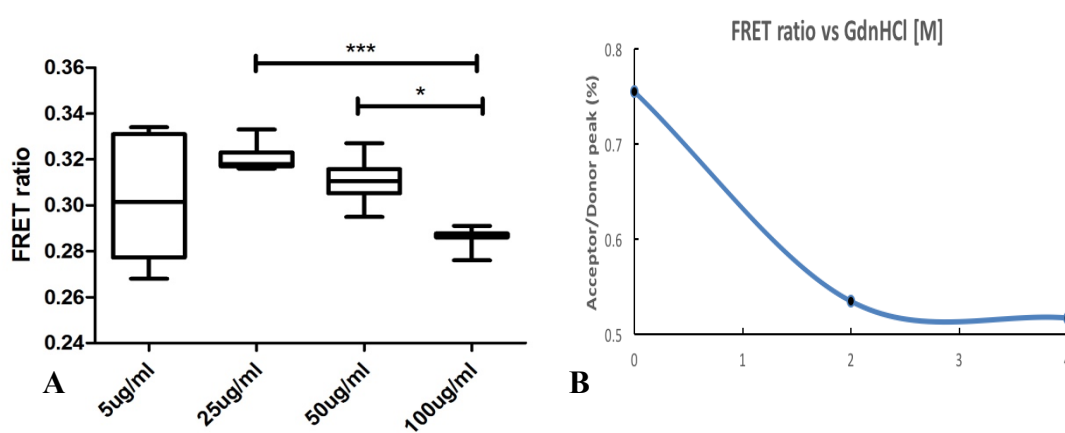 FRET ratio vs GdnHCl [M]
***
*
0.36
0.34
0.32
0.30
0.28
0.26
0.24
FRET ratio
5ug/ml
25ug/ml
50ug/ml
100ug/ml
A
0.8
0.7
0.6
0.5
Acceptor/Donor peak (%)
0
1
2
3
B